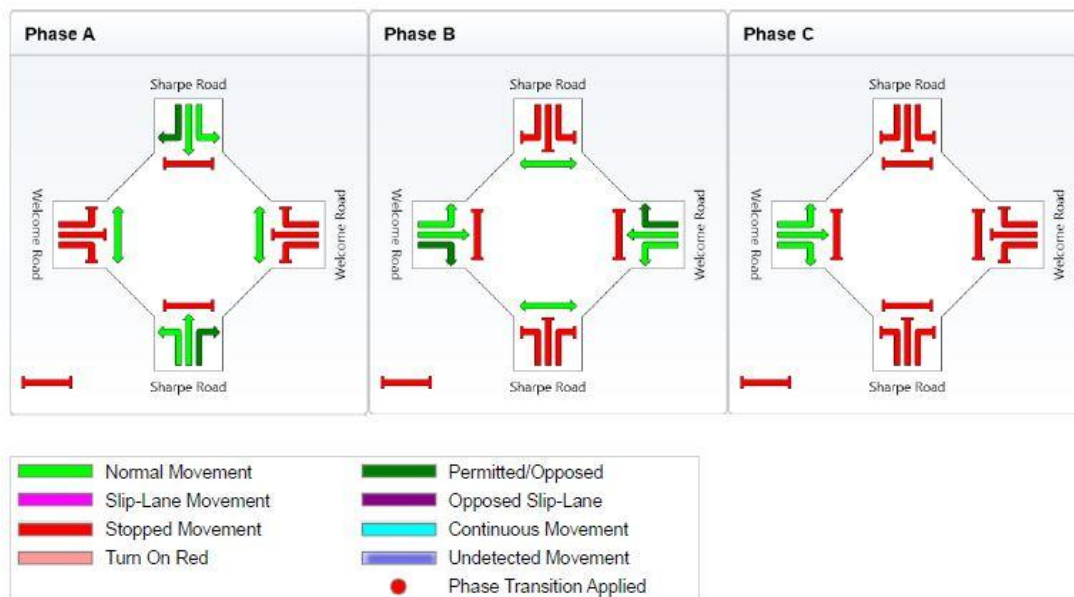 Phase A
Sharpe Road
Welcome Road
Welcome Road
Sharpe Road
Phase B
Sharpe Road
Welcome Road
Welcome Road
Sharpe Road
Phase C
Sharpe Road
Welcome Road
Welcome Road
Sharpe Road
Normal Movement
Permitted/Opposed
Slip-Lane Movement
Opposed Slip-Lane
Stopped Movement
Continuous Movement
Turn On Red
Undetected Movement
Phase Transition Applied